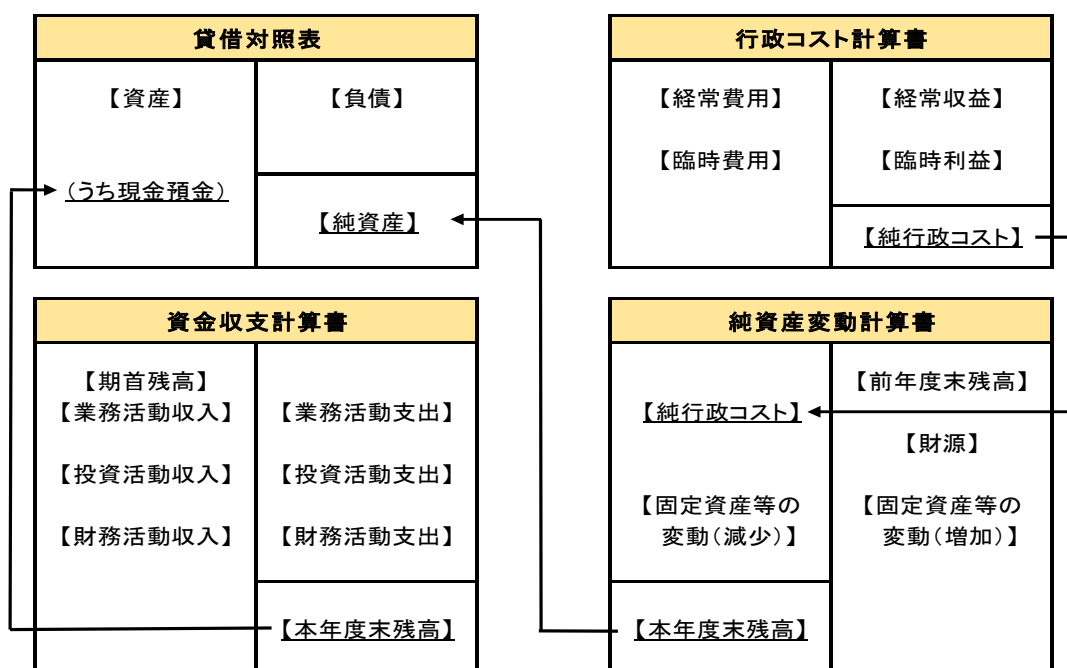 貸借対照表
【資産】
(うち現金預金)
【負債】
【純資産】
行政コスト計算書
【経常費用】
【臨時費用】
【経常収益】
【臨時利益】
【純行政コスト】
資金収支計算書
【期首残高】
【業務活動収入】
【投資活動収入】
【財務活動収入】
【業務活動支出】
【投資活動支出】
【財務活動支出】
【本年度末残高】
純資産変動計算書
【純行政コスト】
【固定資産等の
変動(減少)】
【本年度末残高】
【前年度末残高】
【財源】
【固定資産等の
変動(増加)】